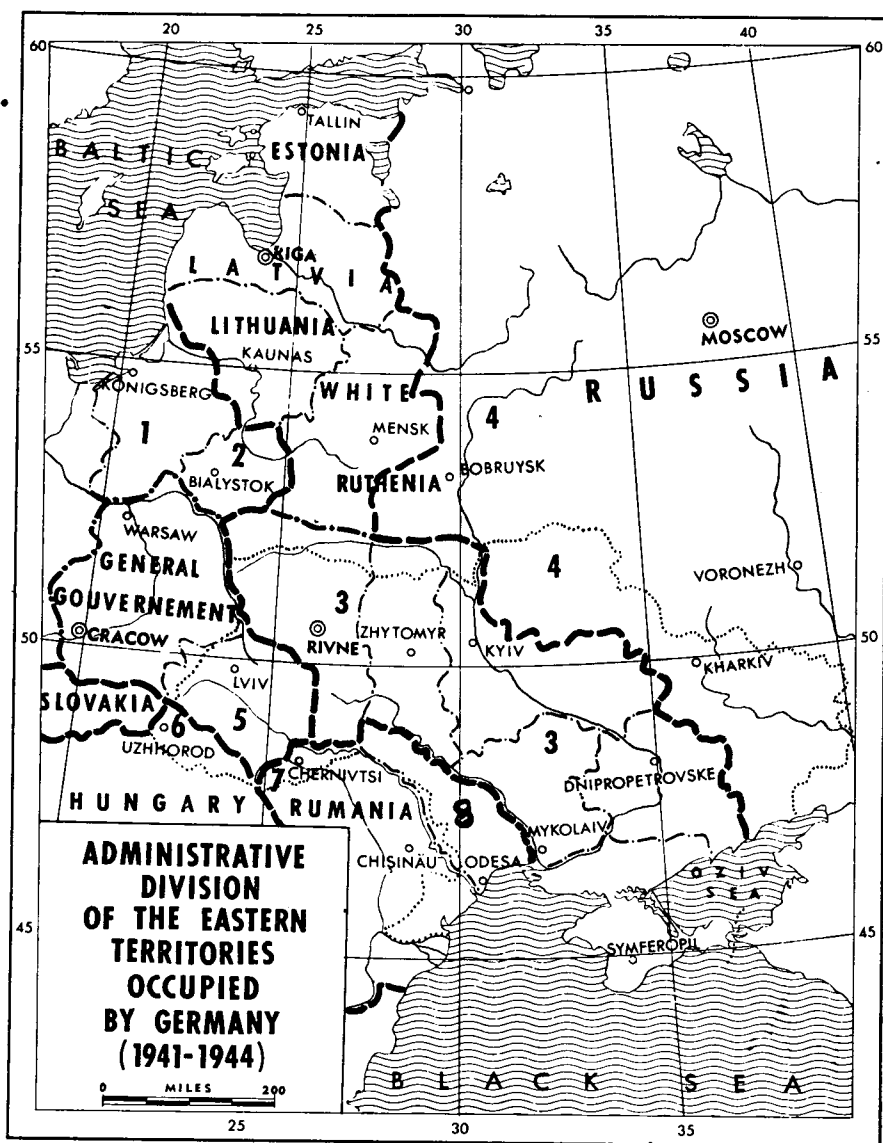 20 25 30 35 40
60 60
TALLIN
ESTONIA
BALTIC
SEA
RIGA
LATVIA
LITHUANIA
KAUNAS
55 55
MOSCOW
RUSSIA
KÖNIGSBERG
WHITE
4
1
2
MENSK
BIALYSTOK
RUTHENIA
BOBRUYSK
WARSAW
GENERAL
GOUVERNEMENT
4
VORONEZH
3
50 50
CRACOW
RIVNE
ZHYTOMYR
KYIV
KHARKIV
LVIV
SLOVAKIA
6
5
UZHHOROD
3
7
CHERNIVTSI
DNIPROPETROVSKE
HUNGARY
RUMANIA
8
MYKOLAIV
CHISINĂU
ODESA
OZIV
SEA
45 45
SYMFEROPIL
BLACK SEA
ADMINISTRATIVE
DIVISION
OF THE EASTERN
TERRITORIES
OCCUPIED
BY GERMANY
(1941-1944)
0 MILES 200
25 30 35